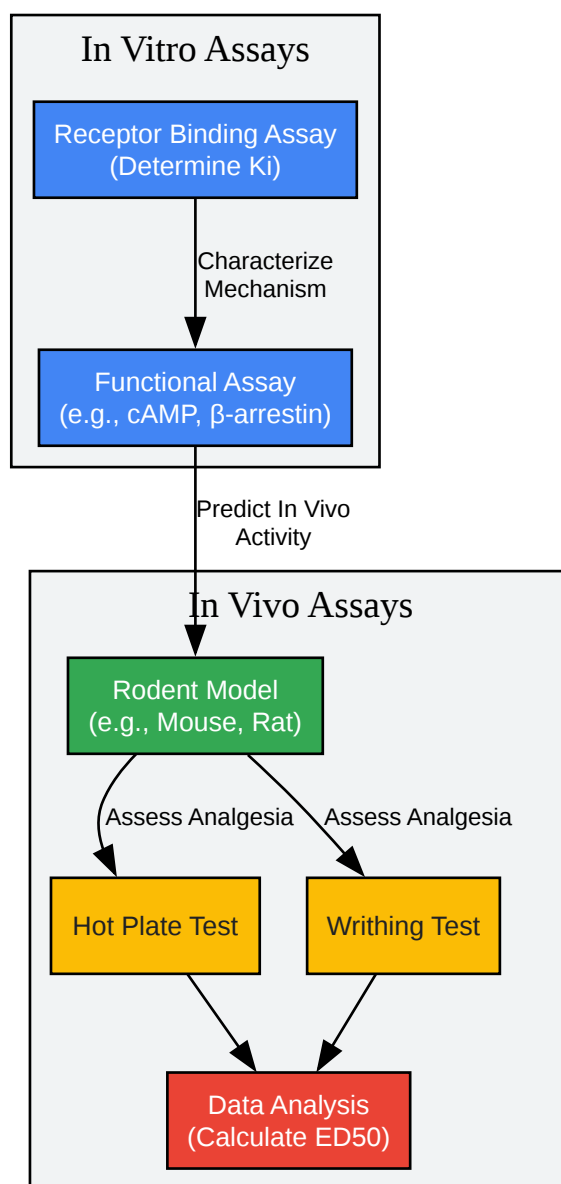 In Vitro Assays
Receptor Binding Assay
(Determine Ki)
Characterize
Mechanism
Functional Assay
(e.g., cAMP, β-arrestin)
Predict In Vivo
Activity
In Vivo Assays
Rodent Model
(e.g., Mouse, Rat)
Assess Analgesia
Assess Analgesia
Hot Plate Test
Writhing Test
Data Analysis
(Calculate ED50)